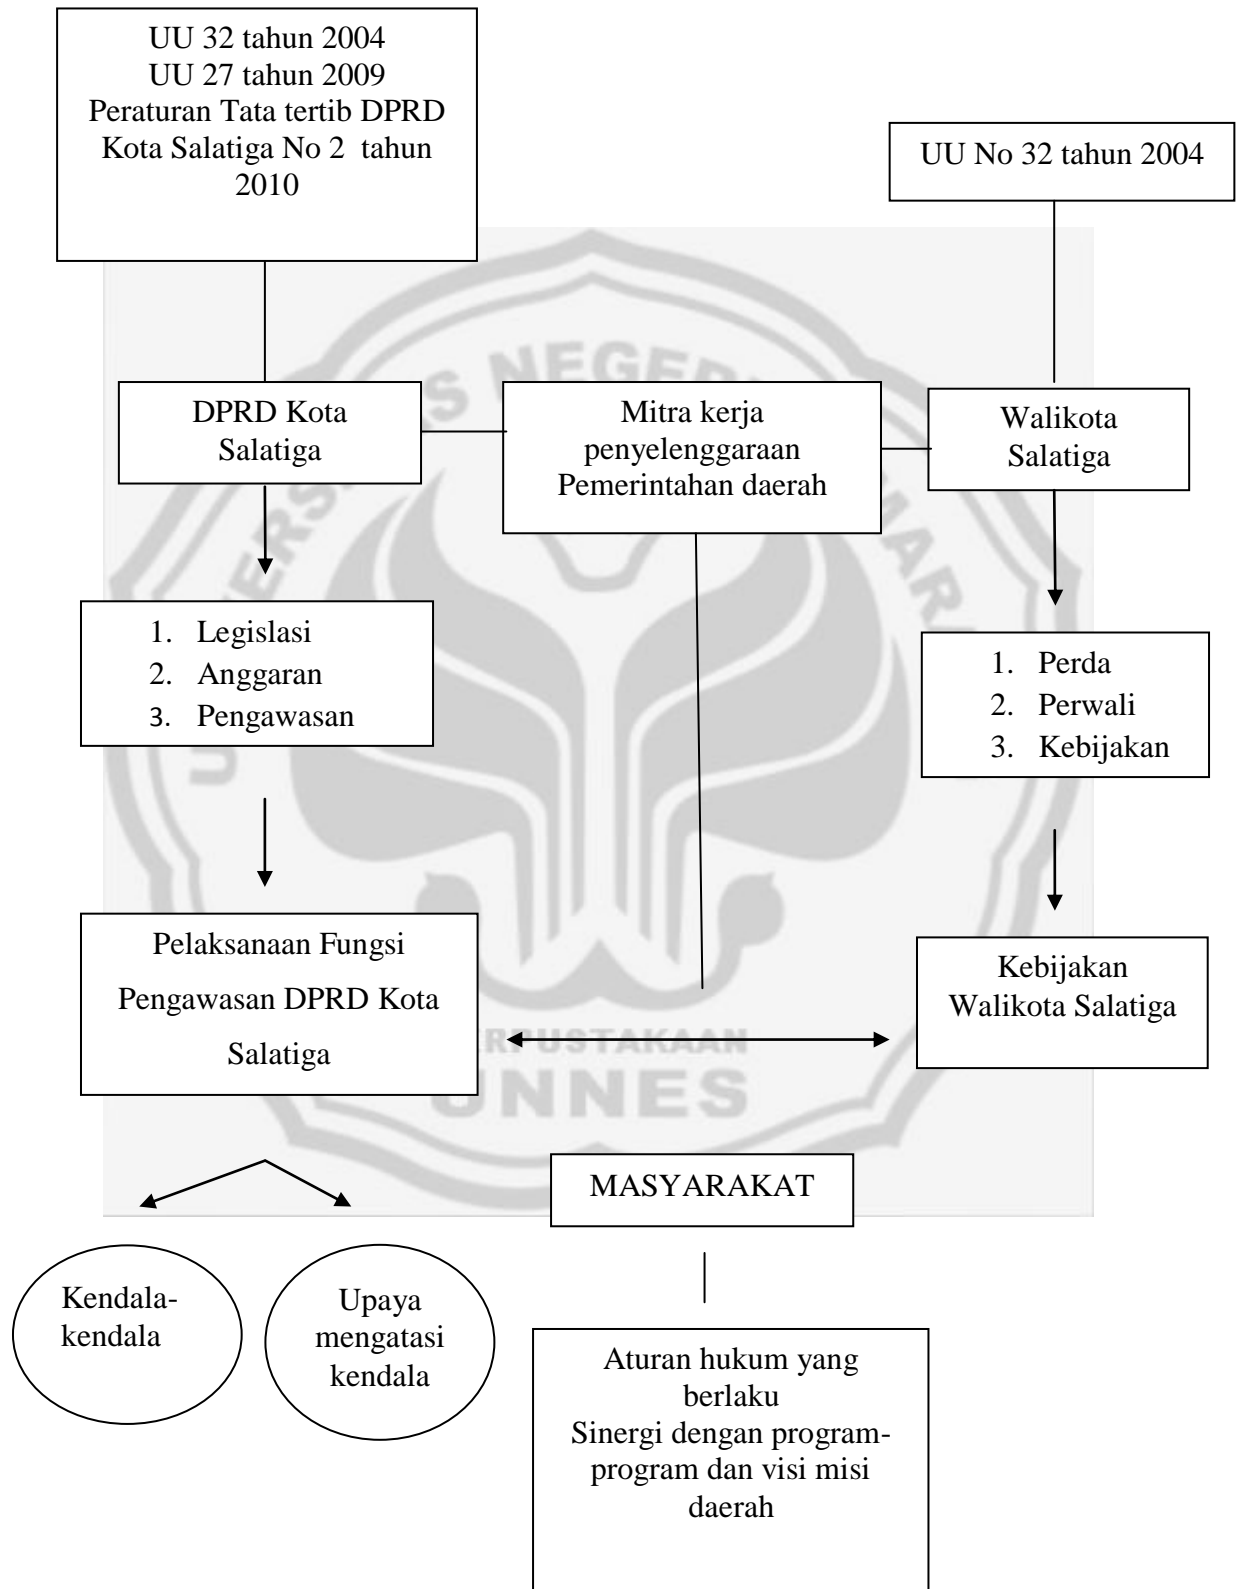 UU 32 tahun 2004
UU 27 tahun 2009
Peraturan Tata tertib DPRD
Kota Salatiga No 2 tahun
2010
UU No 32 tahun 2004
DPRD Kota
Salatiga
Mitra kerja
penyelenggaraan
Pemerintahan daerah
Walikota
Salatiga
1. Legislasi
2. Anggaran
3. Pengawasan
1. Perda
2. Perwali
3. Kebijakan
Pelaksanaan Fungsi
Pengawasan DPRD Kota
Salatiga
Kebijakan
Walikota Salatiga
ERPUSTAKAAN
UNNES
MASYARAKAT
Kendala-
kendala
Upaya
mengatasi
kendala
Aturan hukum yang
berlaku
Sinergi dengan program-
program dan visi misi
daerah